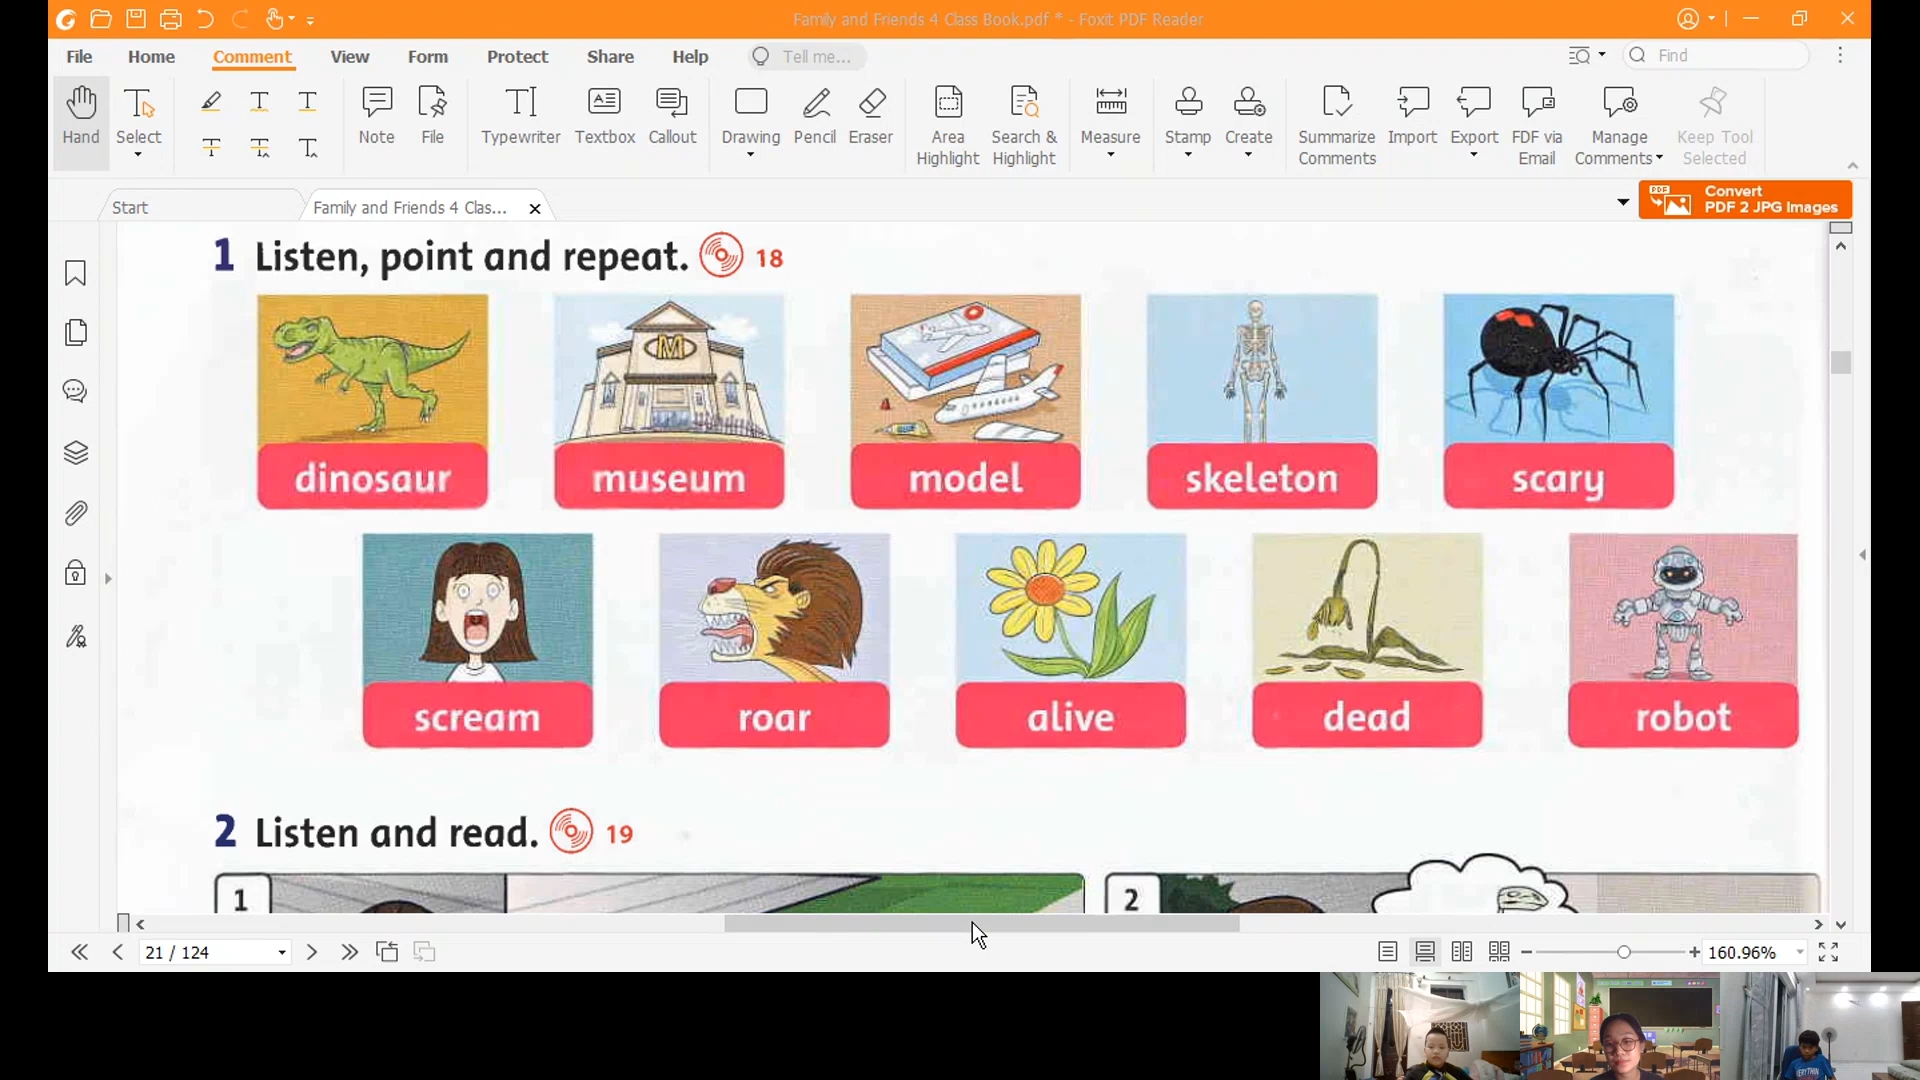 Family and Friends 4 Class Book.pdf * - Foxit PDF Reader
File Home Comment View Form Protect Share Help Tell me... Find
Hand Select Note File Typewriter Textbox Callout Drawing Pencil Eraser Area Highlight Search & Highlight Measure Stamp Create Summarize Comments Import Export FDF via Email Manage Comments Keep Tool Selected
Start Family and Friends 4 Clas...
PDF Convert
PDF 2 JPG Images
1 Listen, point and repeat. 18
M
dinosaur museum model skeleton scary
scream roar alive dead robot
2 Listen and read. 19
1 2
21 / 124 160.96%